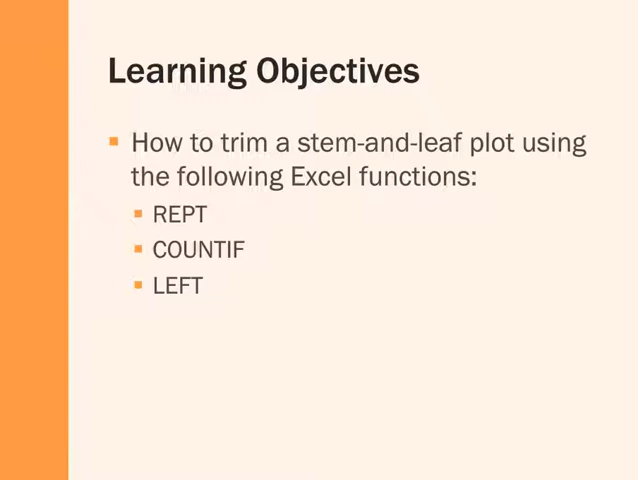 Learning Objectives
How to trim a stem-and-leaf plot using
the following Excel functions:
REPT
COUNTIF
LEFT